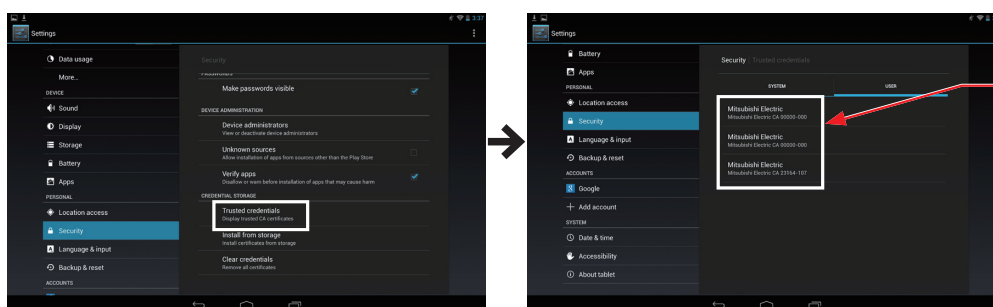 3:37
Settings
Data usage
More...
DEVICE
Sound
Display
Storage
Battery
Apps
PERSONAL
Location access
Security
Language & input
Backup & reset
ACCOUNTS
Security
PASSWORDS
Make passwords visible
DEVICE ADMINISTRATION
Device administrators
View or deactivate device administrators
Unknown sources
Allow installation of apps from sources other than the Play Store
Verify apps
Disallow or warn before installation of apps that may cause harm
CREDENTIAL STORAGE
Trusted credentials
Display trusted CA certificates
Install from storage
Install certificates from storage
Clear credentials
Remove all certificates
Settings
Battery
Apps
PERSONAL
Location access
Security
Language & input
Backup & reset
ACCOUNTS
Google
Add account
SYSTEM
Date & time
Accessibility
About tablet
Security Trusted credentials
SYSTEM USER
Mitsubishi Electric
Mitsubishi Electric CA 00000-000
Mitsubishi Electric
Mitsubishi Electric CA 00000-000
Mitsubishi Electric
Mitsubishi Electric CA 23164-107